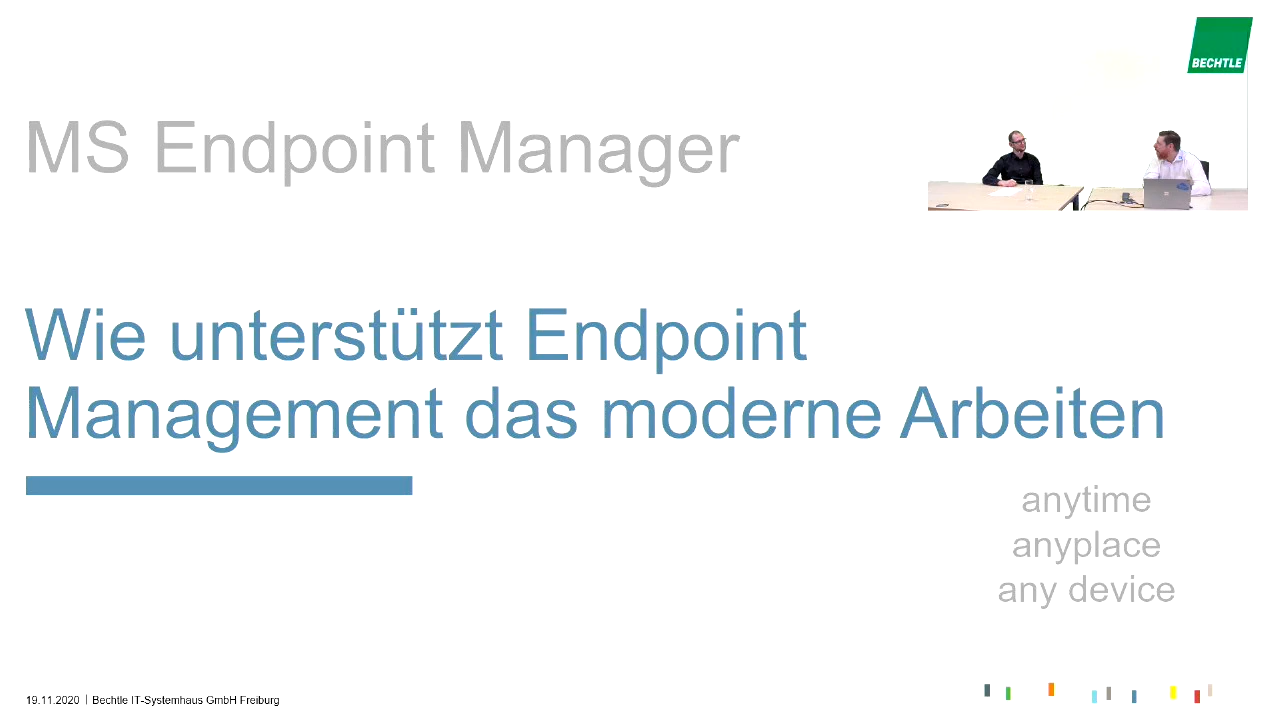 BECHTLE
MS Endpoint Manager
Wie unterstützt Endpoint
Management das moderne Arbeiten
anytime
anyplace
any device
19.11.2020 | Bechtle IT-Systemhaus GmbH Freiburg